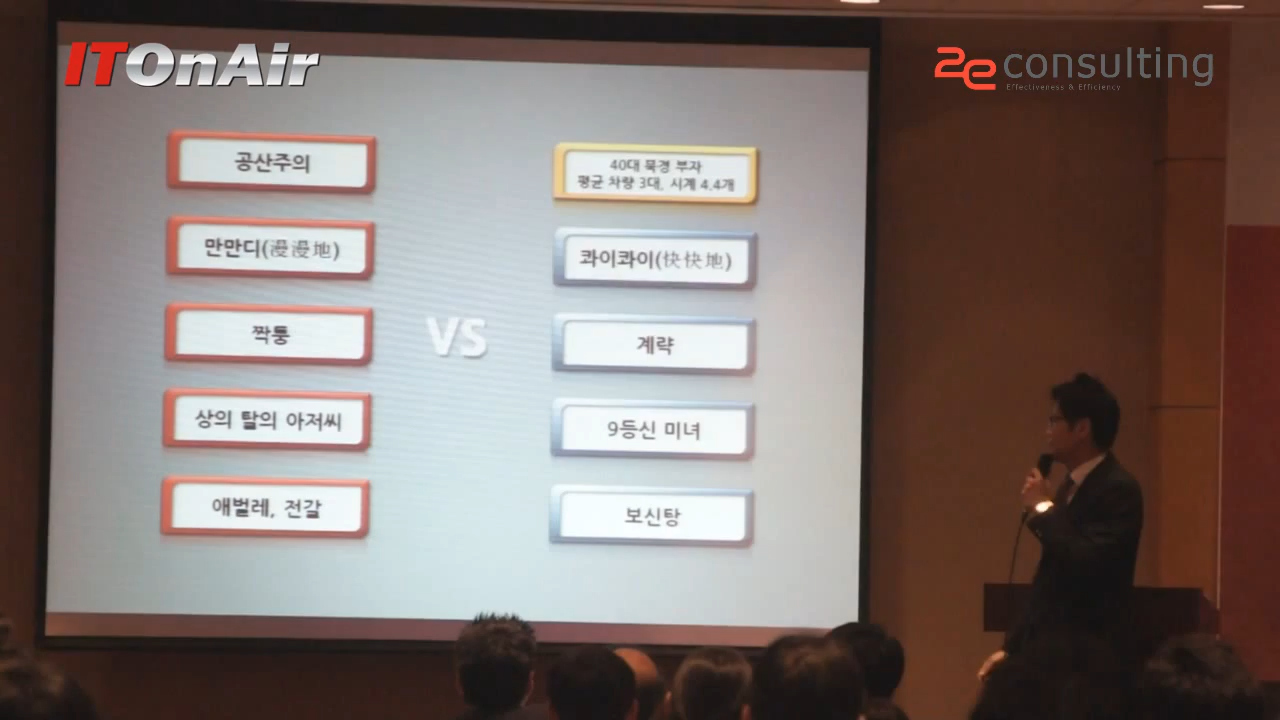 ITOnAir
2e consulting
Effectiveness & Efficiency
공산주의
40대 북경 부자
평균 차량 3대, 시계 4.4개
만만디(漫漫地)
콰이콰이(快快地)
짝퉁
VS
계략
상의 탈의 아저씨
9등신 미녀
애벌레, 전갈
보신탕